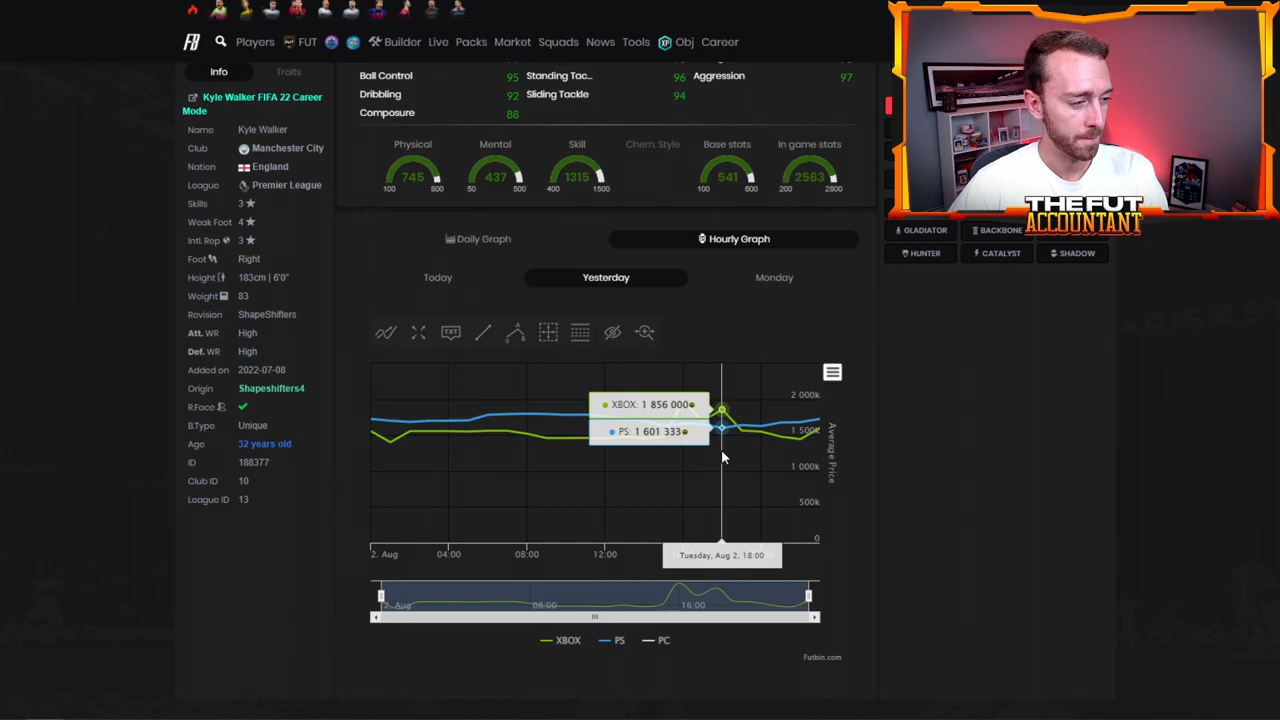 F8
Players
FUT
Builder
Live
Packs
Market
Squads
News
Tools
XP
Obj
Career
Info
Traits
Kyle Walker FIFA 22 Career
Mode
Name Kyle Walker
Club Manchester City
Nation England
League Premier League
Skills 3
Weak Foot 4
Intl. Rep 3
Foot Right
Height 183cm | 6'0"
Weight 83
Revision ShapeShifters
Att. WR High
Def. WR High
Added on 2022-07-08
Origin Shapeshifters4
R.Face
B.Type Unique
Age 32 years old
ID 188377
Club ID 10
League ID 13
Ball Control 95
Standing Tac... 96
Aggression 97
Dribbling 92
Sliding Tackle 94
Composure 88
Physical
745
100 800
Mental
437
50 500
Skill
1315
400 1500
Chem. Style
Base stats
541
100 600
In game stats
2563
200 2800
Daily Graph
Hourly Graph
Today
Yesterday
Monday
TXT
XBOX: 1 856 000
PS: 1 601 333
2 000k
1 500k
1 000k
500k
0
Average Price
2. Aug
04:00
08:00
12:00
Tuesday, Aug 2, 18:00
2. Aug
08:00
16:00
XBOX
PS
PC
Futbin.com
THE FUT
ACCOUNTANT
GLADIATOR
BACKBONE
HUNTER
CATALYST
SHADOW